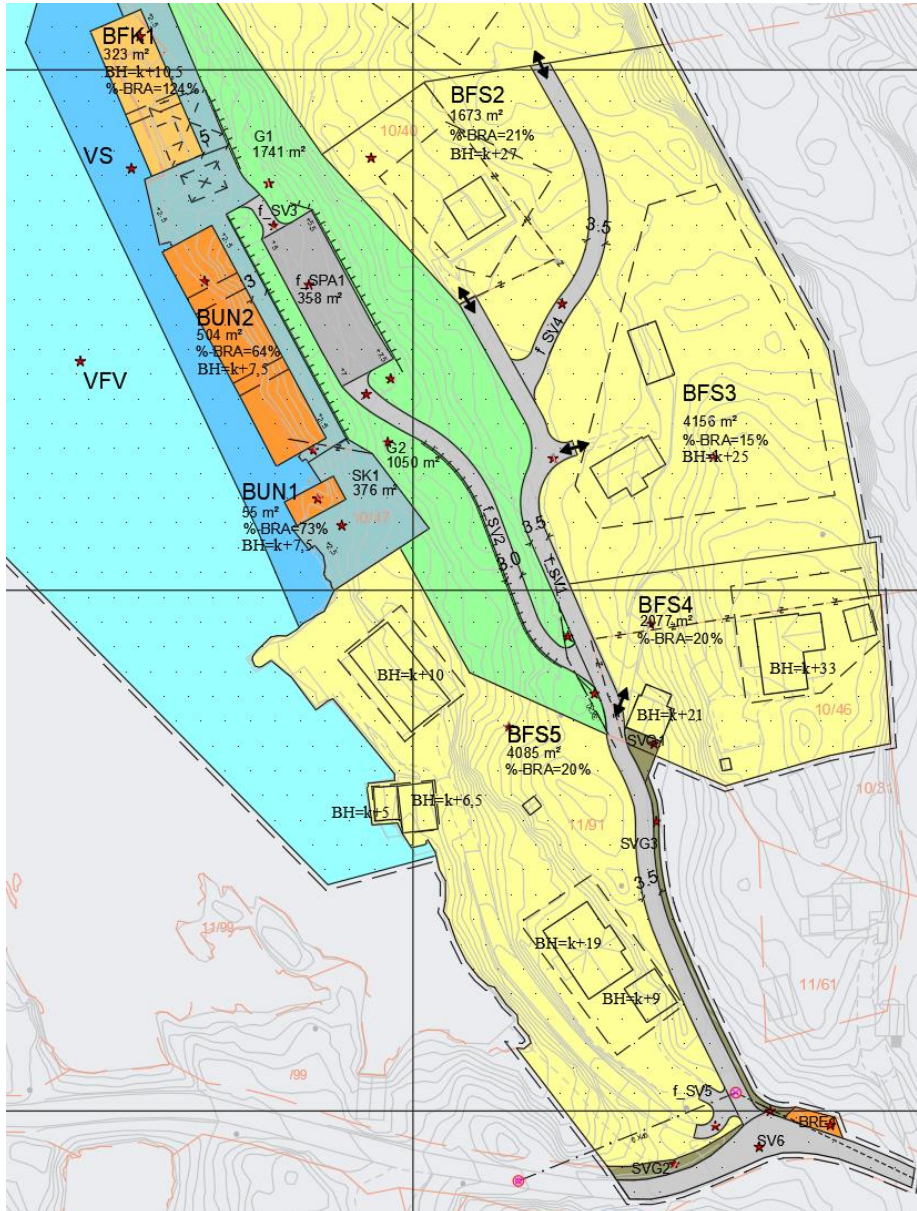 BFK1
323 m²
BH=k+10,5
%-BRA=124%
5
VS
G1
1741 m²
10/40
BFS2
1673 m²
%-BRA=21%
BH=k+27
f_SV3
3.5
f_SPA1
358 m²
3
BUN2
504 m²
%-BRA=64%
BH=k+7,5
f_SV4
VFV
BFS3
4156 m²
%-BRA=15%
BH=k+25
G2
1050 m²
SK1
376 m²
BUN1
55 m²
%-BRA=73%
BH=k+7,5
10/47
f_SV2
3.0
3.5
f_SV1
BFS4
2077 m²
%-BRA=20%
BH=k+10
BH=k+33
BH=k+21
10/46
BFS5
4085 m²
%-BRA=20%
SVG1
BH=k+5
BH=k+6,5
10/31
11/91
SVG3
3.5
11/99
BH=k+19
BH=k+9
11/61
/99
f_SV5
SV6
SVG2